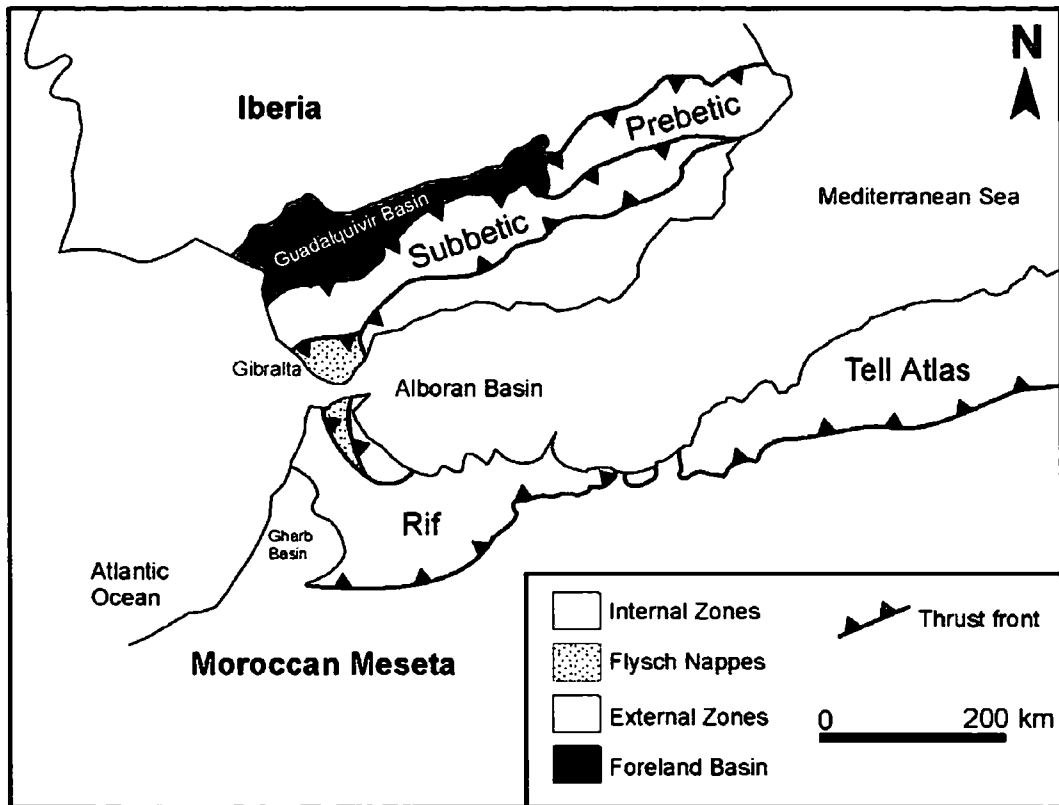 N
Iberia
Prebetic
Mediterranean Sea
Guadalquivir Basin
Subbetic
Gibralta
Alboran Basin
Tell Atlas
Rif
Gharb
Basin
Atlantic
Ocean
Moroccan Meseta
Internal Zones
Flysch Nappes
External Zones
Foreland Basin
Thrust front
0 200 km